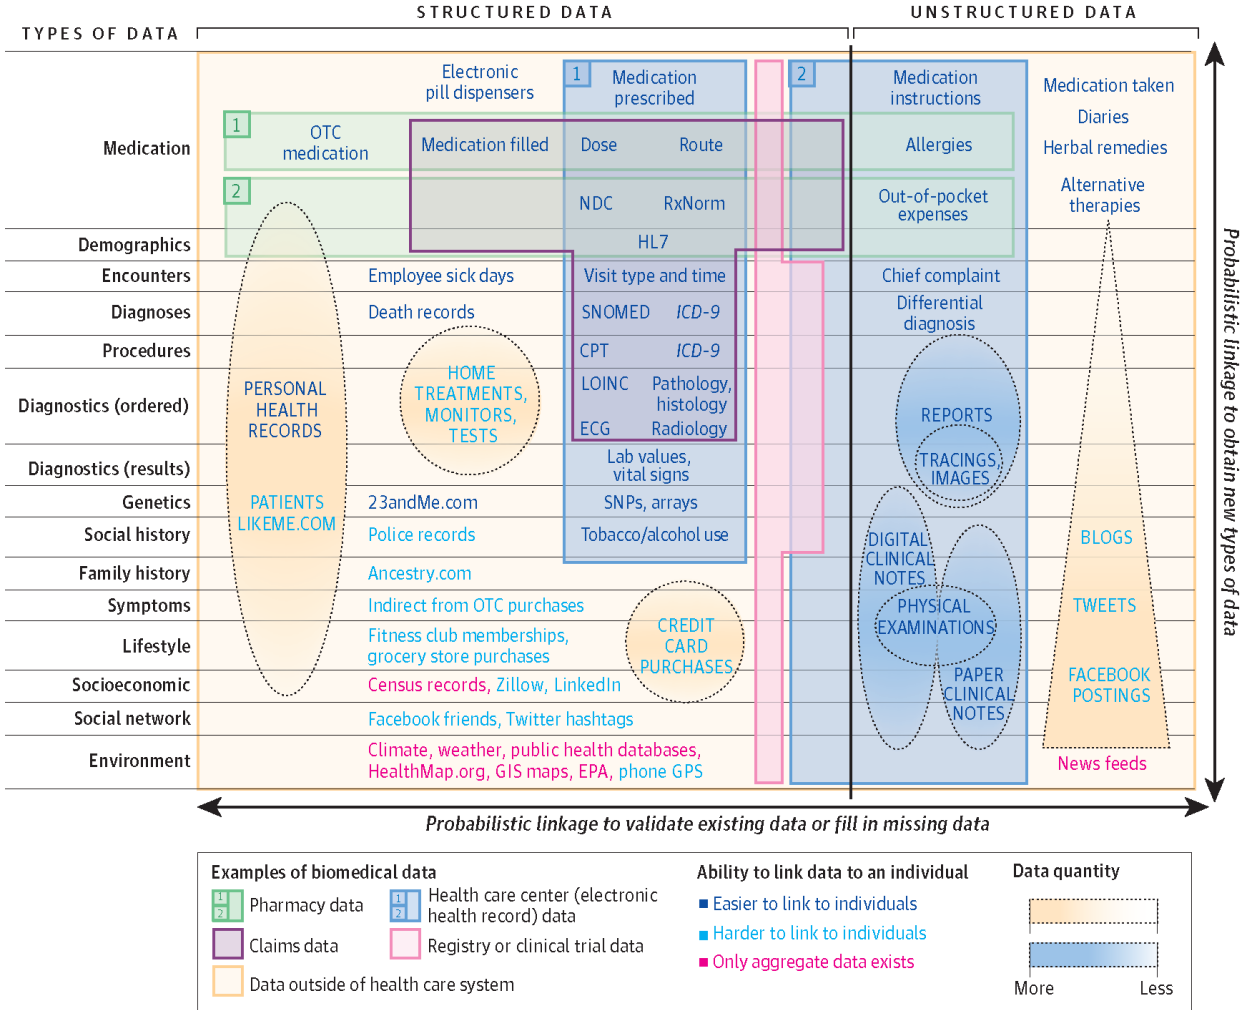 STRUCTURED DATA
UNSTRUCTURED DATA
TYPES OF DATA
Medication
Demographics
Encounters
Diagnoses
Procedures
Diagnostics (ordered)
Diagnostics (results)
Genetics
Social history
Family history
Symptoms
Lifestyle
Socioeconomic
Social network
Environment
1
2
OTC
medication
PERSONAL
HEALTH
RECORDS
PATIENTS
LIKEME.COM
Electronic
pill dispensers
Medication filled
Employee sick days
Death records
HOME
TREATMENTS,
MONITORS,
TESTS
23andMe.com
Police records
Ancestry.com
Indirect from OTC purchases
Fitness club memberships,
grocery store purchases
Census records, Zillow, LinkedIn
Facebook friends, Twitter hashtags
Climate, weather, public health databases,
HealthMap.org, GIS maps, EPA, phone GPS
CREDIT
CARD
PURCHASES
1
Medication
prescribed
Dose Route
NDC RxNorm
HL7
Visit type and time
SNOMED ICD-9
CPT ICD-9
LOINC Pathology,
histology
ECG Radiology
Lab values,
vital signs
SNPs, arrays
Tobacco/alcohol use
2
Medication
instructions
Allergies
Out-of-pocket
expenses
Chief complaint
Differential
diagnosis
REPORTS
TRACINGS,
IMAGES
DIGITAL
CLINICAL
NOTES
PHYSICAL
EXAMINATIONS
PAPER
CLINICAL
NOTES
Medication taken
Diaries
Herbal remedies
Alternative
therapies
BLOGS
TWEETS
FACEBOOK
POSTINGS
News feeds
Probabilistic linkage to obtain new types of data
Probabilistic linkage to validate existing data or fill in missing data
Examples of biomedical data
1
2
Pharmacy data
1
2
Health care center (electronic
health record) data
Claims data
Registry or clinical trial data
Data outside of health care system
Ability to link data to an individual
Easier to link to individuals
Harder to link to individuals
Only aggregate data exists
Data quantity
More Less